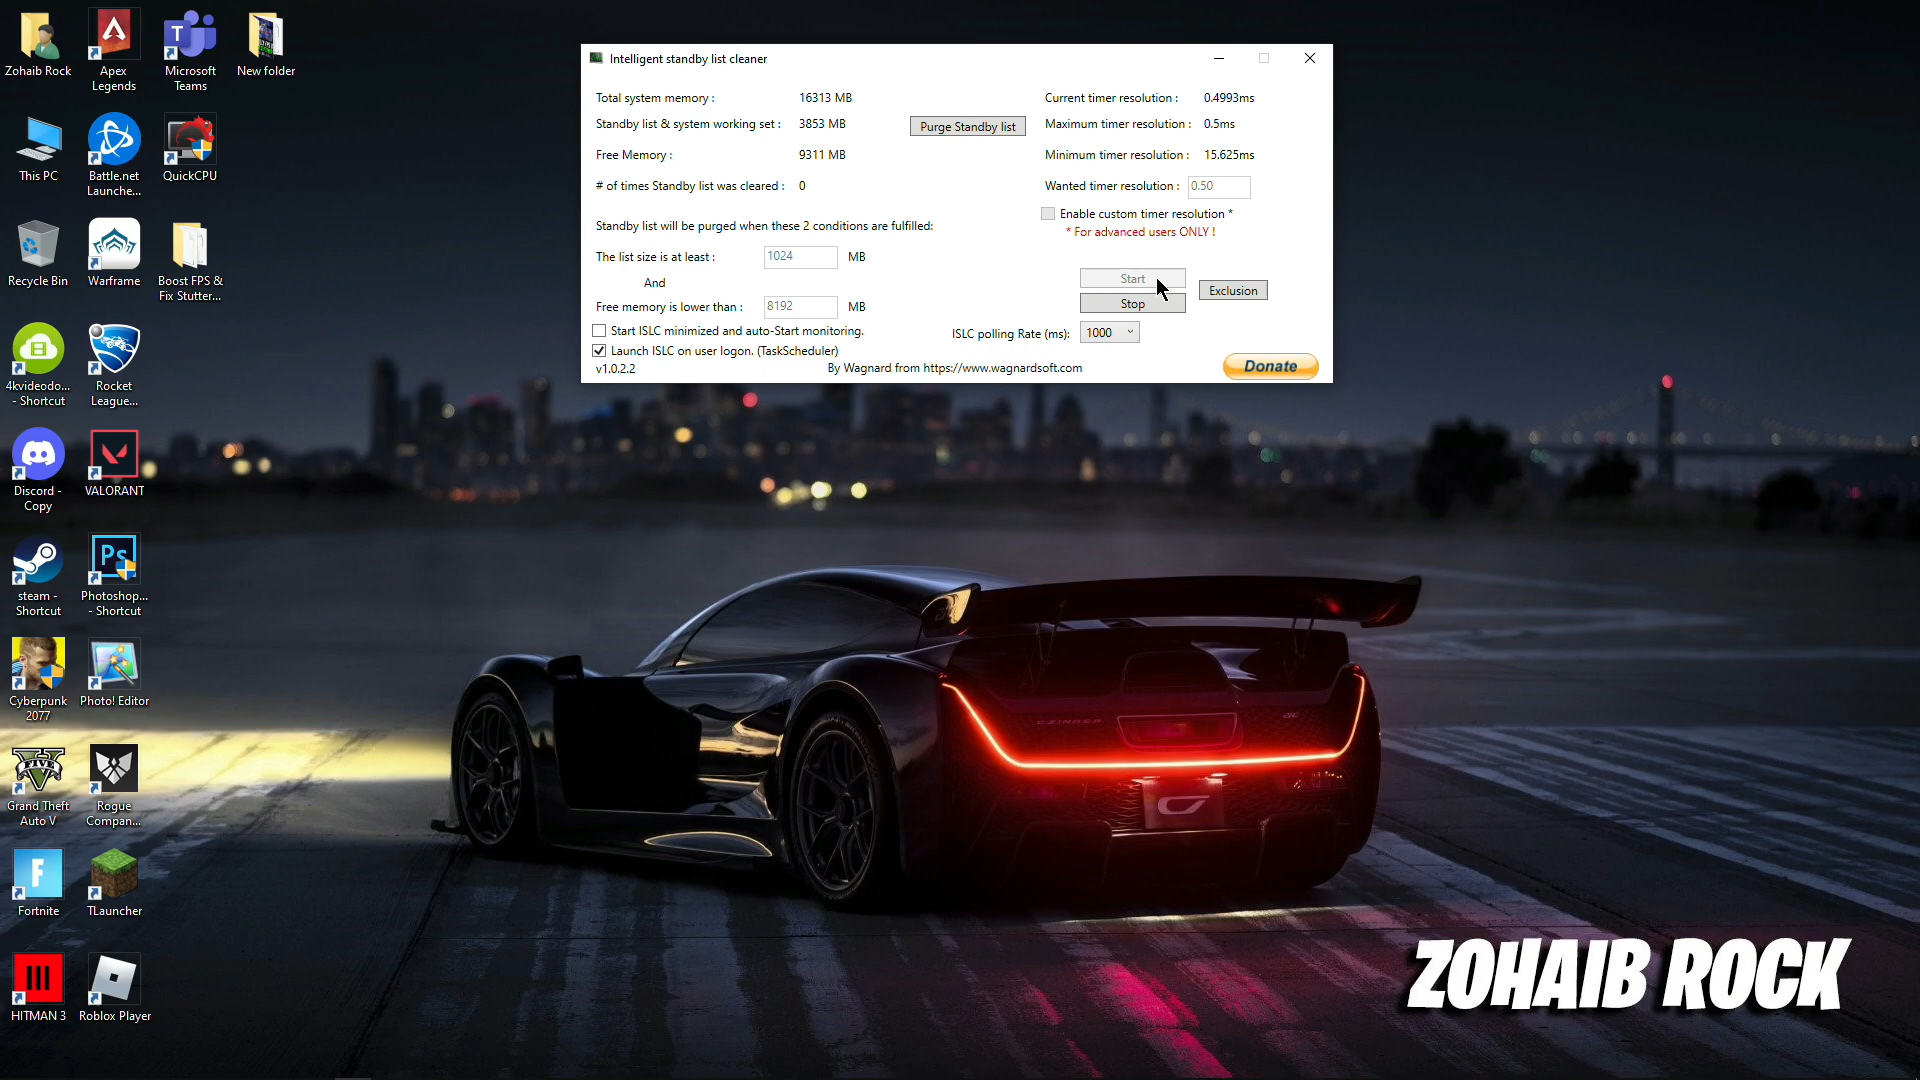 Zohaib Rock
Apex
Legends
Microsoft
Teams
New folder
This PC
Battle.net
Launche...
QuickCPU
Recycle Bin
Warframe
Boost FPS &
Fix Stutter...
4kvideodo...
- Shortcut
Rocket
League...
Discord -
Copy
VALORANT
steam -
Shortcut
Ps
Photoshop...
- Shortcut
Cyberpunk
2077
Photo! Editor
FIVE
Grand Theft
Auto V
Rogue
Compan...
Fortnite
TLauncher
HITMAN 3
Roblox Player
Intelligent standby list cleaner
Total system memory : 16313 MB
Standby list & system working set : 3853 MB
Purge Standby list
Free Memory : 9311 MB
# of times Standby list was cleared : 0
Standby list will be purged when these 2 conditions are fulfilled:
The list size is at least : 1024 MB
And
Free memory is lower than : 8192 MB
Start ISLC minimized and auto-Start monitoring.
Launch ISLC on user logon. (TaskScheduler)
v1.0.2.2
By Wagnard from https://www.wagnardsoft.com
Current timer resolution : 0.4993ms
Maximum timer resolution : 0.5ms
Minimum timer resolution : 15.625ms
Wanted timer resolution : 0.50
Enable custom timer resolution *
* For advanced users ONLY !
Start
Stop
Exclusion
ISLC polling Rate (ms): 1000
Donate
CZINGER
ZOHAIB ROCK